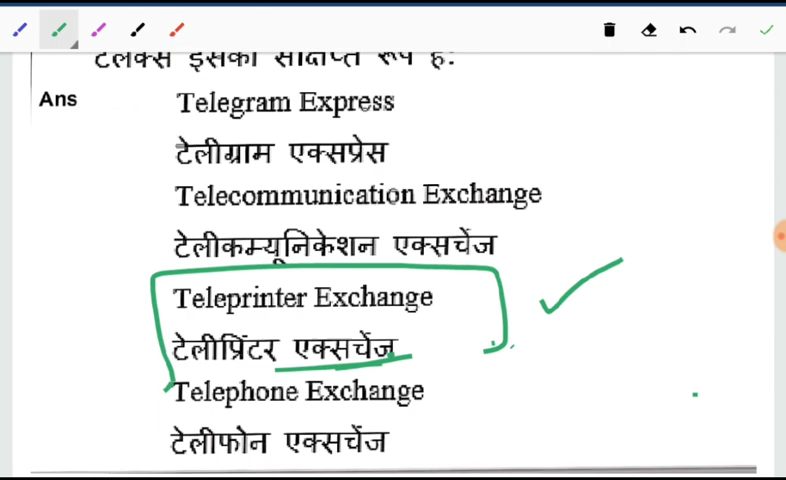 टेलेक्स इसका संक्षिप्त रूप है:
Ans
Telegram Express
टेलीग्राम एक्सप्रेस
Telecommunication Exchange
टेलीकम्यूनिकेशन एक्सचेंज
Teleprinter Exchange
टेलीप्रिंटर एक्सचेंज
Telephone Exchange
टेलीफोन एक्सचेंज